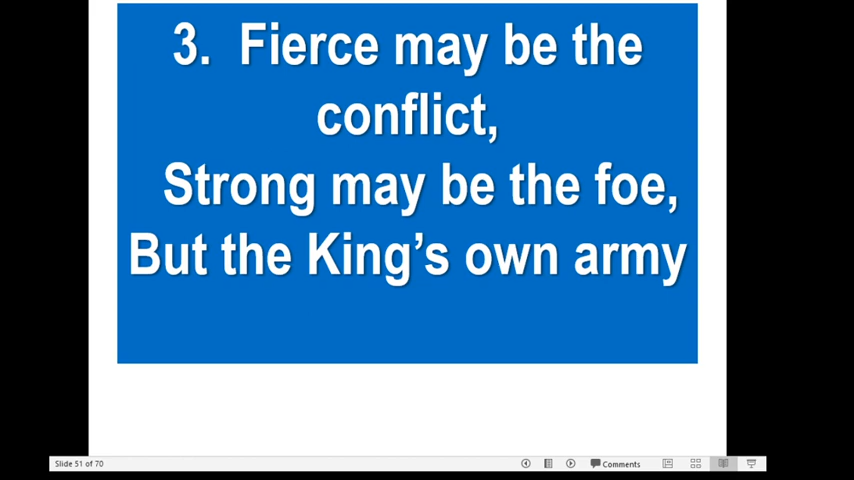 3. Fierce may be the
conflict,
Strong may be the foe,
But the King’s own army
Slide 51 of 70
Comments